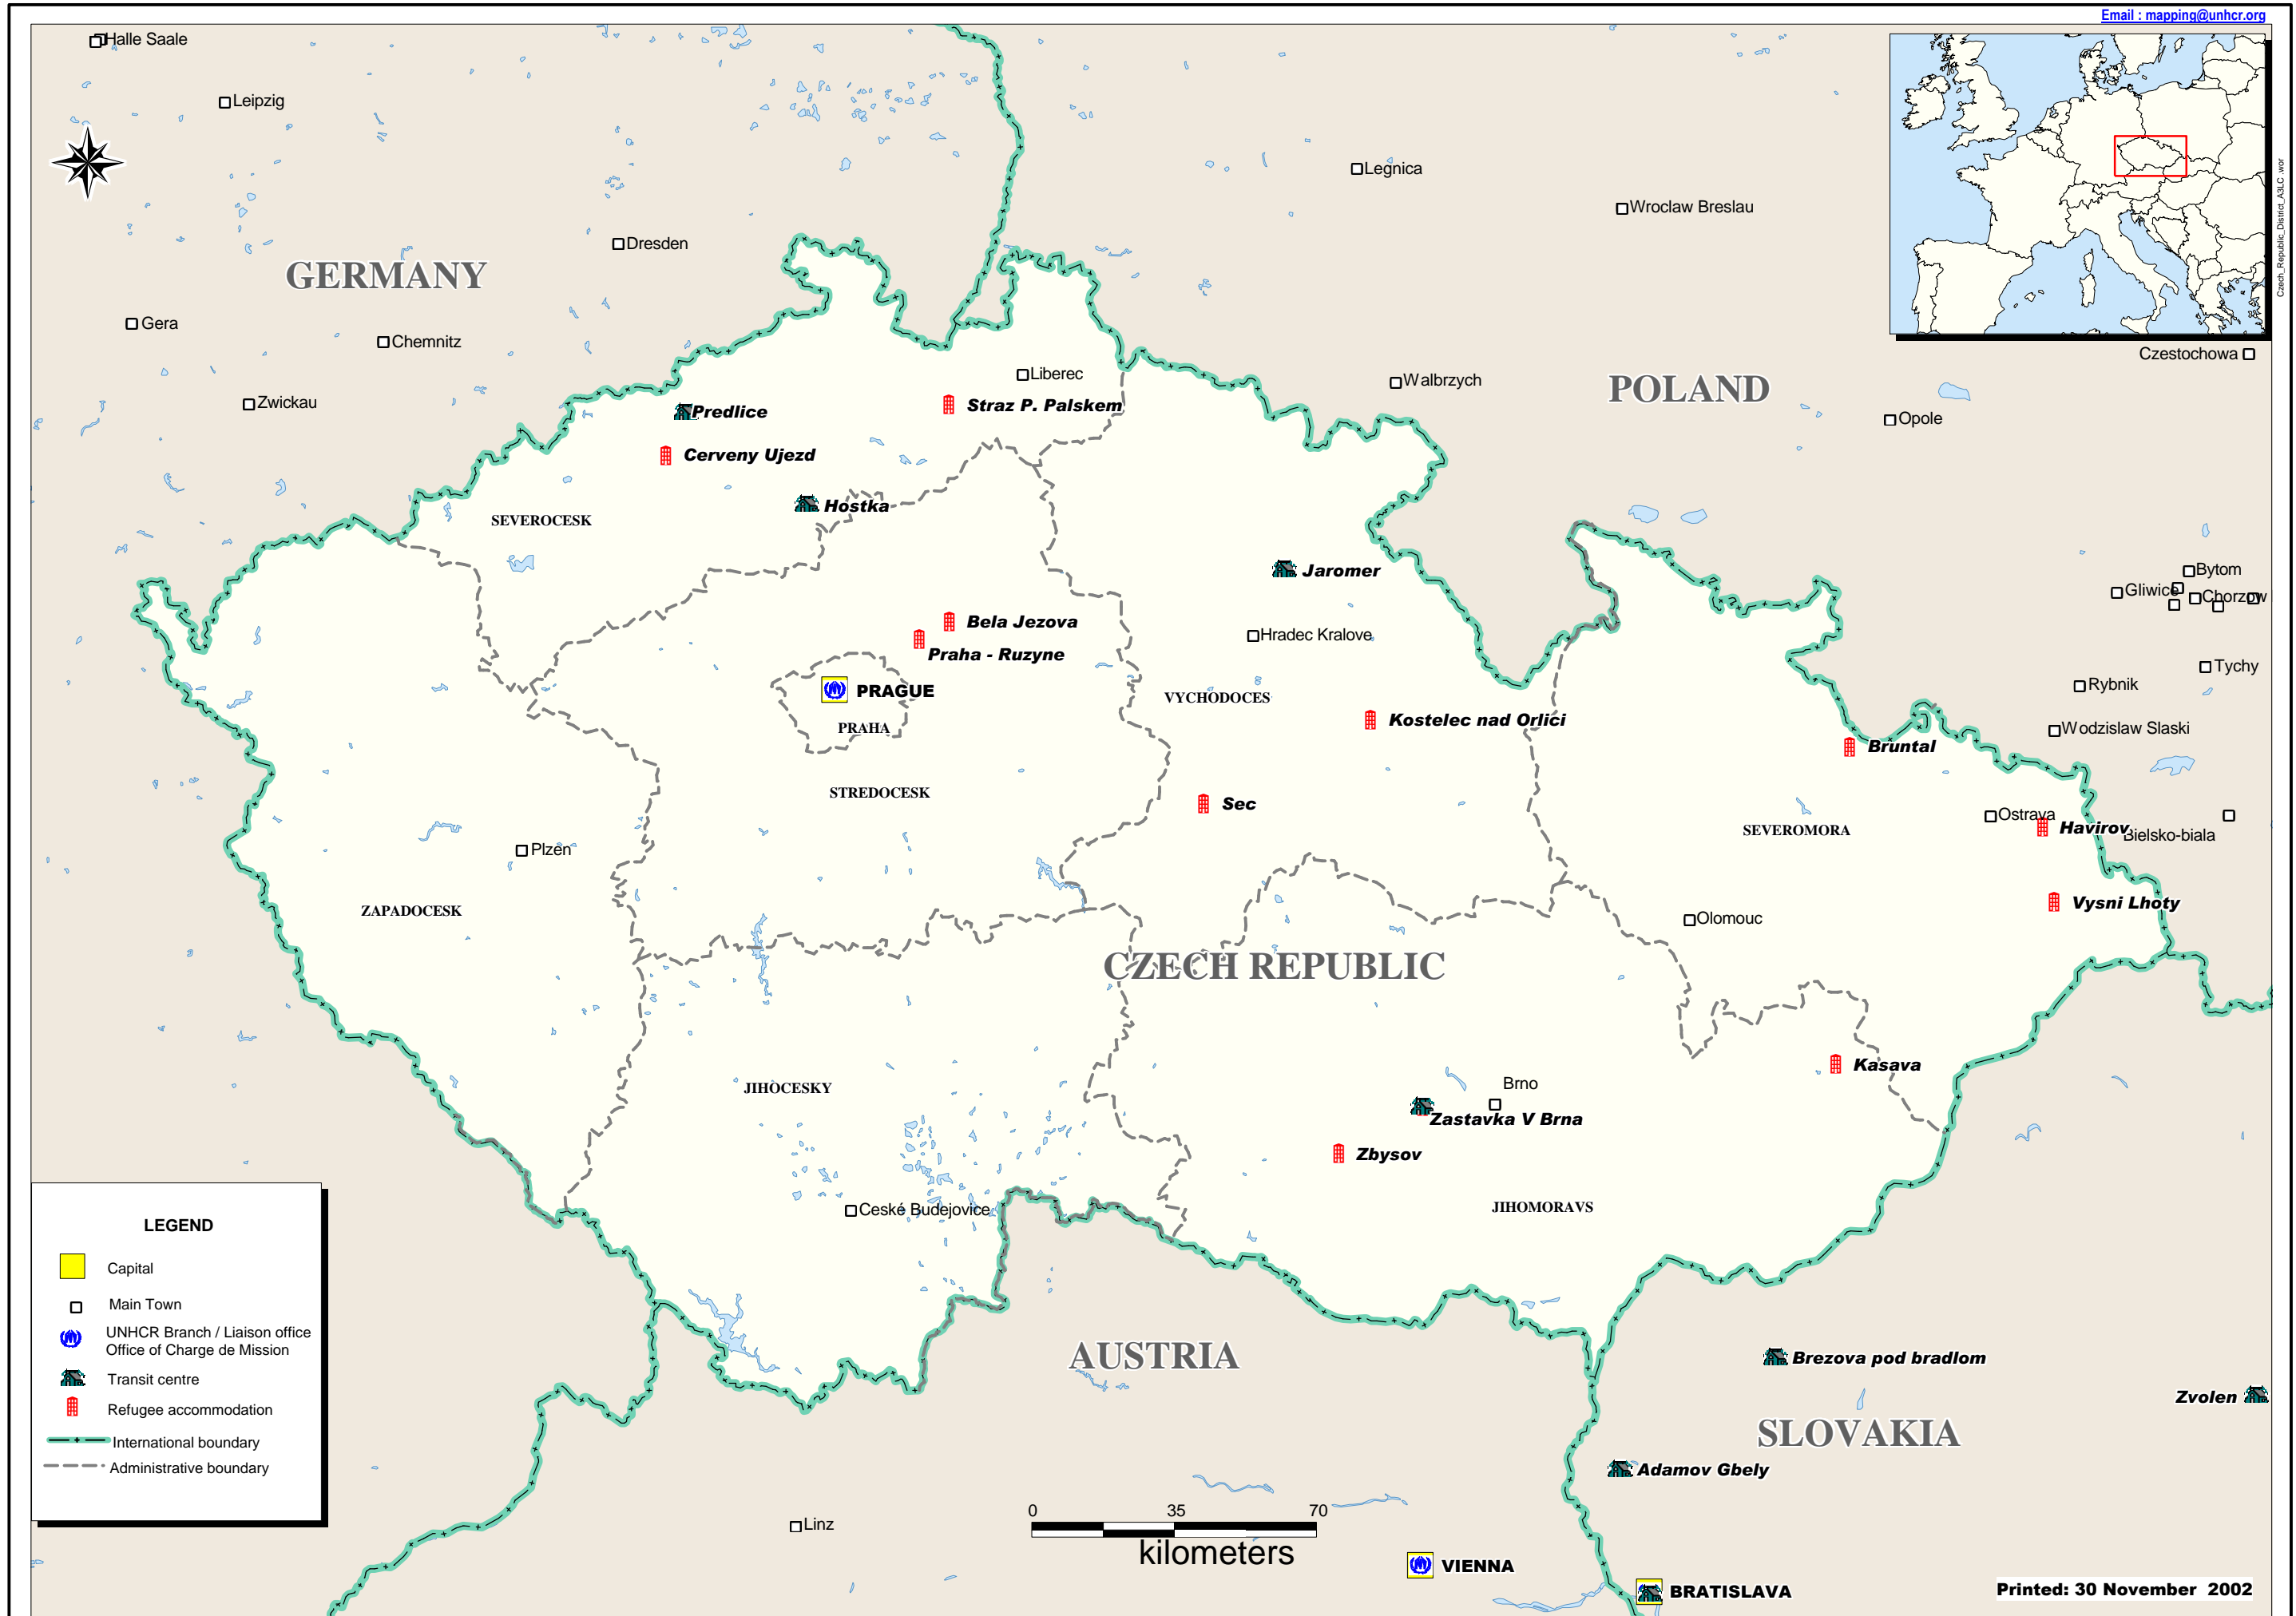 Email : mapping@unhcr.org
Halle Saale
Leipzig
Legnica
Wroclaw Breslau
Dresden
GERMANY
Gera
Chemnitz
Zwickau
Czech_Republic_District_A3LC .wor
Czestochowa
Liberec
Walbrzych
POLAND
Opole
Predlice
Straz P. Palskem
Cerveny Ujezd
Hostka
SEVEROCESK
Jaromer
Bytom
Gliwice
Chorzow
Bela Jezova
Hradec Kralove
Praha - Ruzyne
Tychy
Rybnik
PRAGUE
VYCHODOCES
PRAHA
Kostelec nad Orlici
Wodzislaw Slaski
Bruntal
STREDOCESK
Sec
Ostrava
SEVEROMORA
Havirov
Bielsko-biala
Plzen
ZAPADOCESK
Vysni Lhoty
Olomouc
CZECH REPUBLIC
Kasava
JIHOCESKY
Brno
Zastavka V Brna
Zbysov
JIHOMORAVS
Ceské Budejovice
LEGEND
Capital
Main Town
UNHCR Branch / Liaison office
Office of Charge de Mission
Transit centre
Refugee accommodation
International boundary
Administrative boundary
AUSTRIA
Brezova pod bradlom
Zvolen
SLOVAKIA
Adamov Gbely
Linz
0 35 70
kilometers
VIENNA
BRATISLAVA
Printed: 30 November 2002